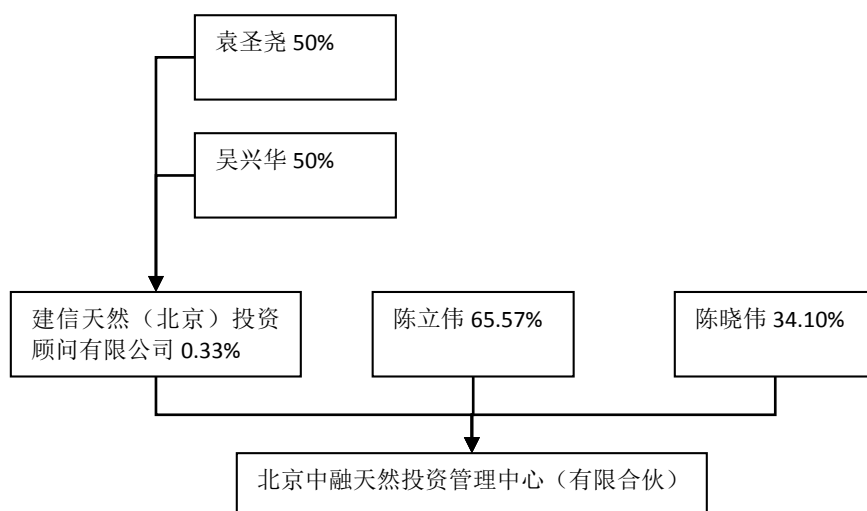 袁圣尧 50%
吴兴华 50%
建信天然（北京）投资
顾问有限公司 0.33%
陈立伟 65.57%
陈晓伟 34.10%
北京中融天然投资管理中心（有限合伙）